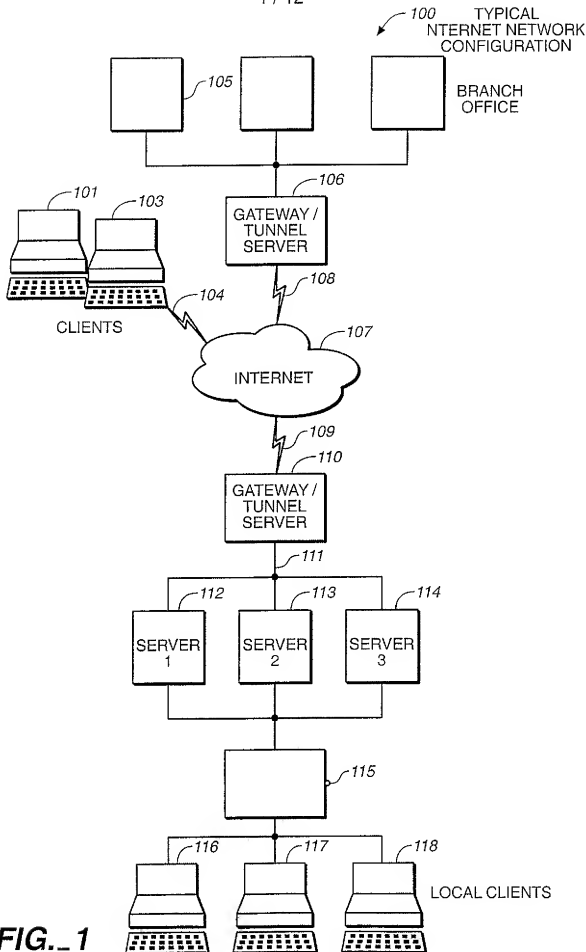 1 / 12
100
TYPICAL
NTERNET NETWORK
CONFIGURATION
105
BRANCH
OFFICE
106
GATEWAY /
TUNNEL
SERVER
101
103
108
104
CLIENTS
107
INTERNET
109
110
GATEWAY /
TUNNEL
SERVER
111
112
113
114
SERVER
1
SERVER
2
SERVER
3
115
116
117
118
LOCAL CLIENTS
FIG._1